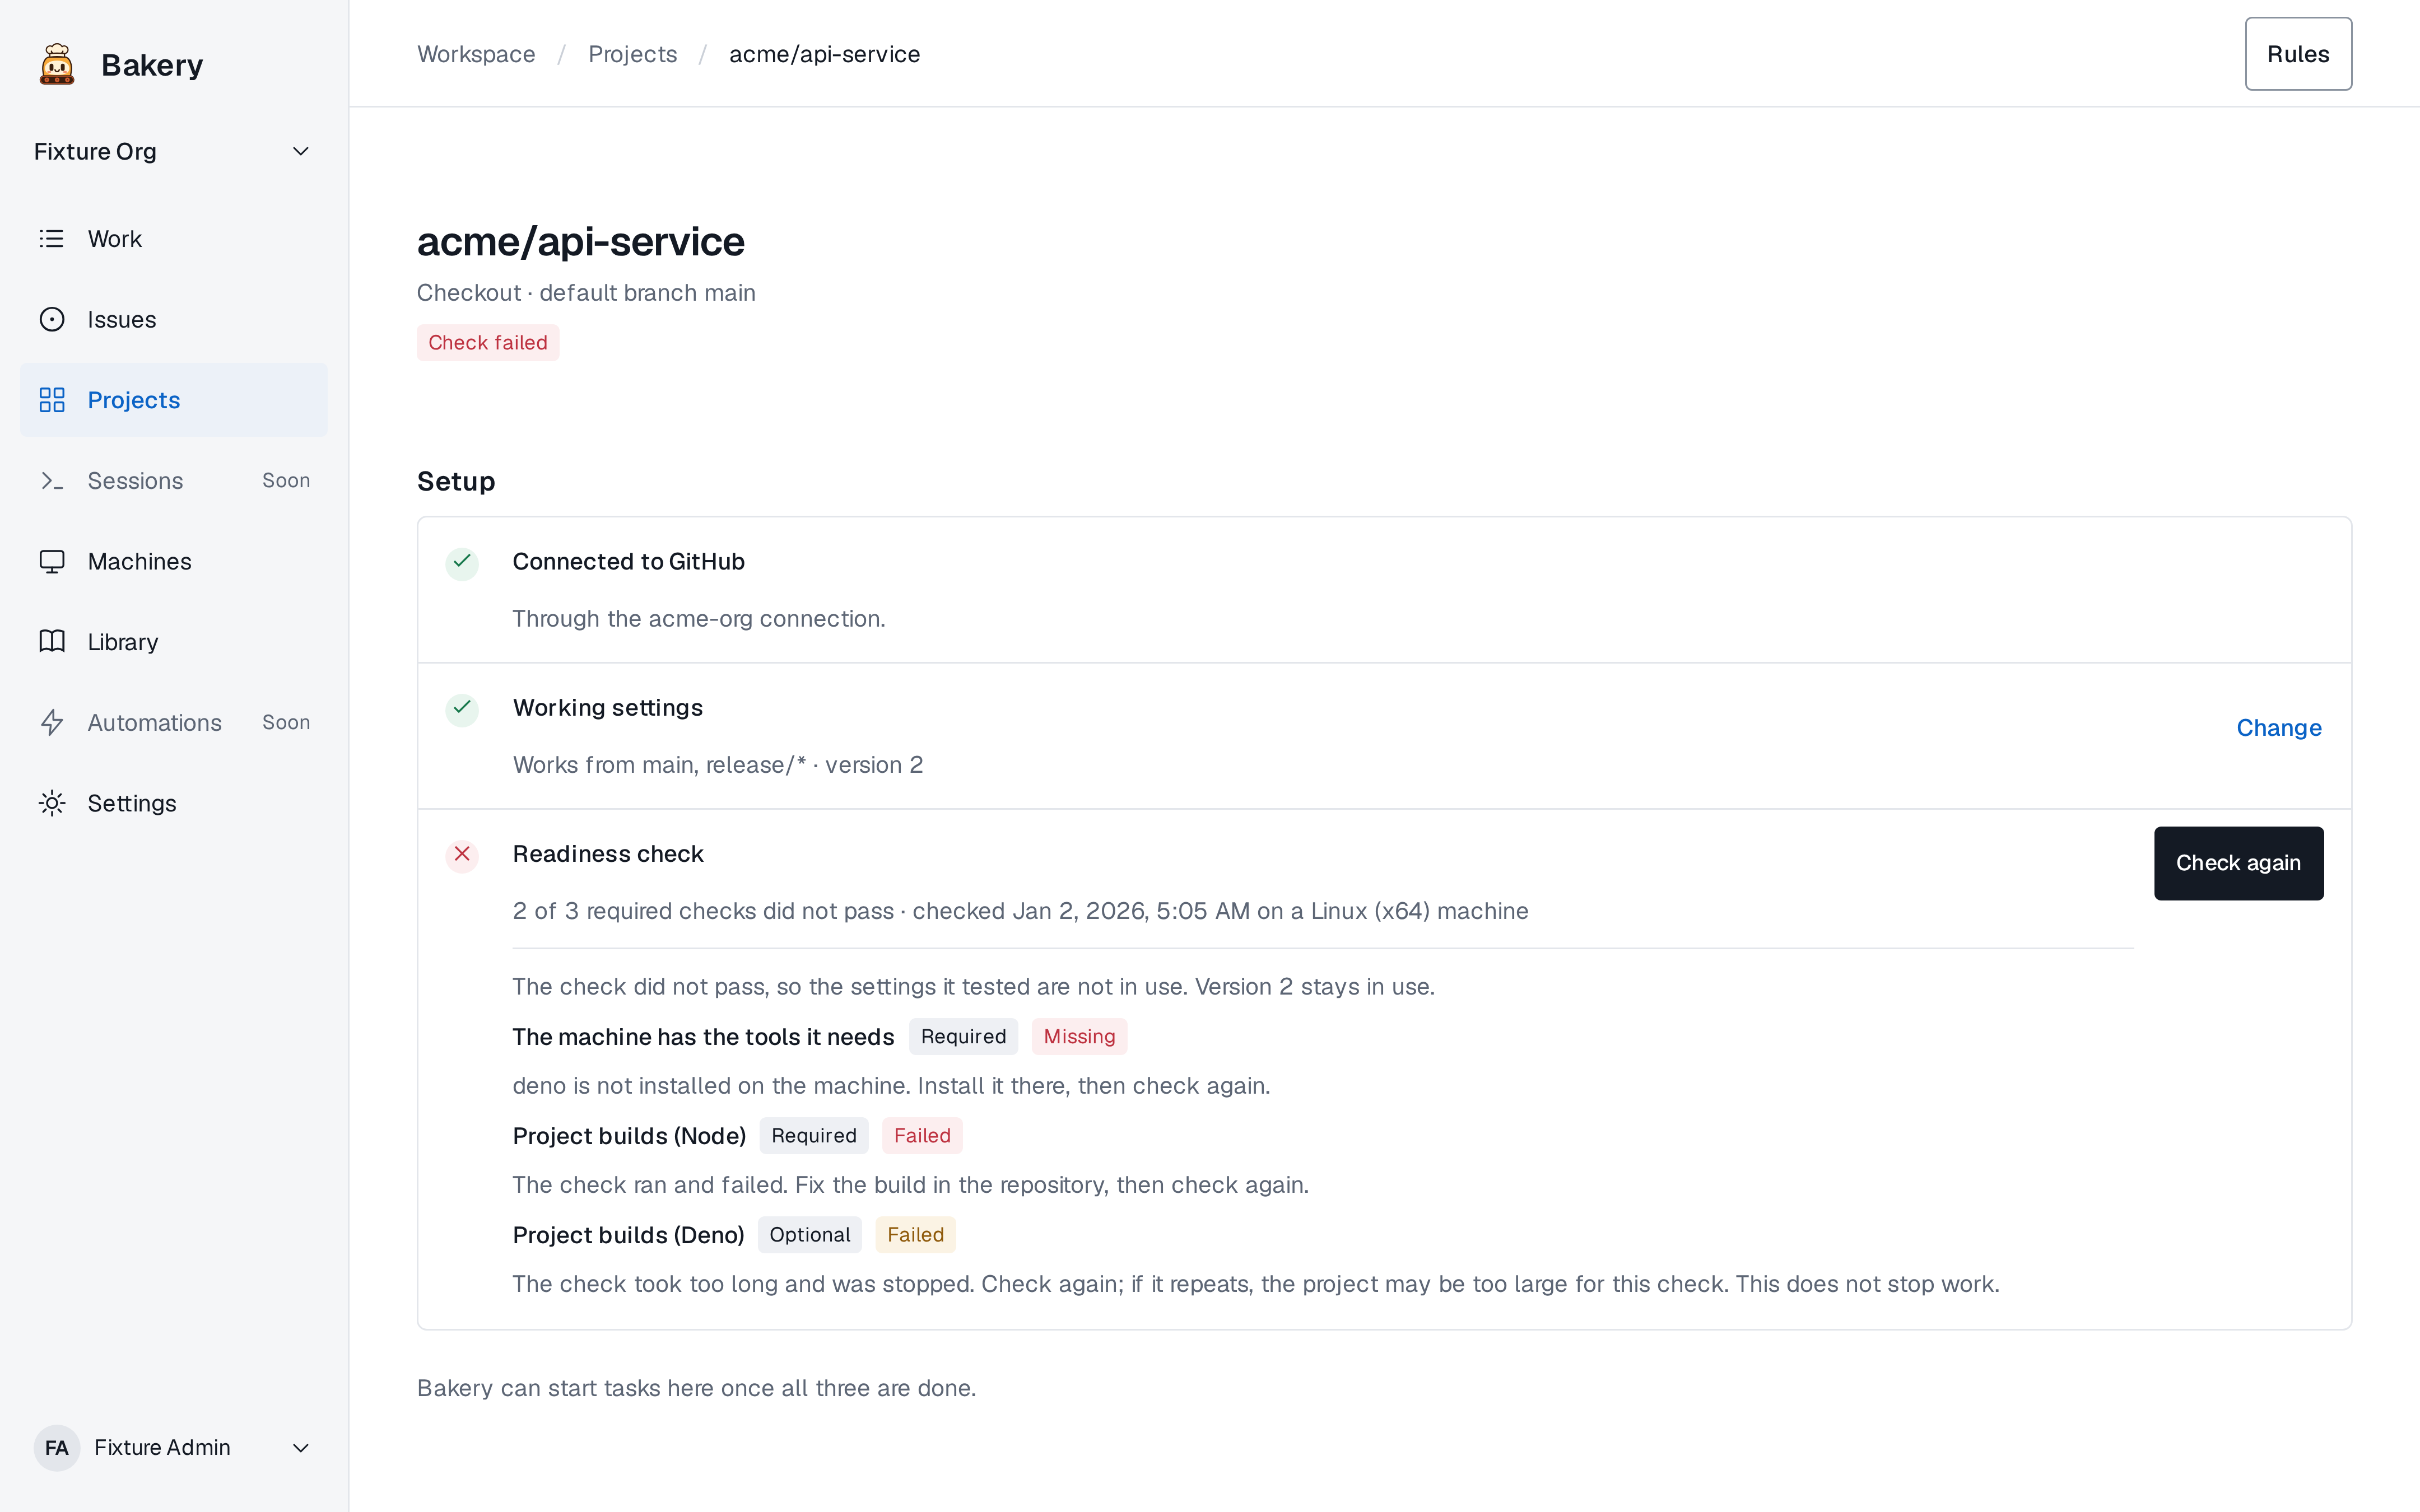 Bakery
Fixture Org
Work
Issues
Projects
Sessions Soon
Machines
Library
Automations Soon
Settings
FA Fixture Admin
Workspace / Projects / acme/api-service
Rules
acme/api-service
Checkout · default branch main
Check failed
Setup
Connected to GitHub
Through the acme-org connection.
Working settings
Works from main, release/* · version 2
Change
Readiness check
2 of 3 required checks did not pass · checked Jan 2, 2026, 5:05 AM on a Linux (x64) machine
Check again
The check did not pass, so the settings it tested are not in use. Version 2 stays in use.
The machine has the tools it needs Required Missing
deno is not installed on the machine. Install it there, then check again.
Project builds (Node) Required Failed
The check ran and failed. Fix the build in the repository, then check again.
Project builds (Deno) Optional Failed
The check took too long and was stopped. Check again; if it repeats, the project may be too large for this check. This does not stop work.
Bakery can start tasks here once all three are done.